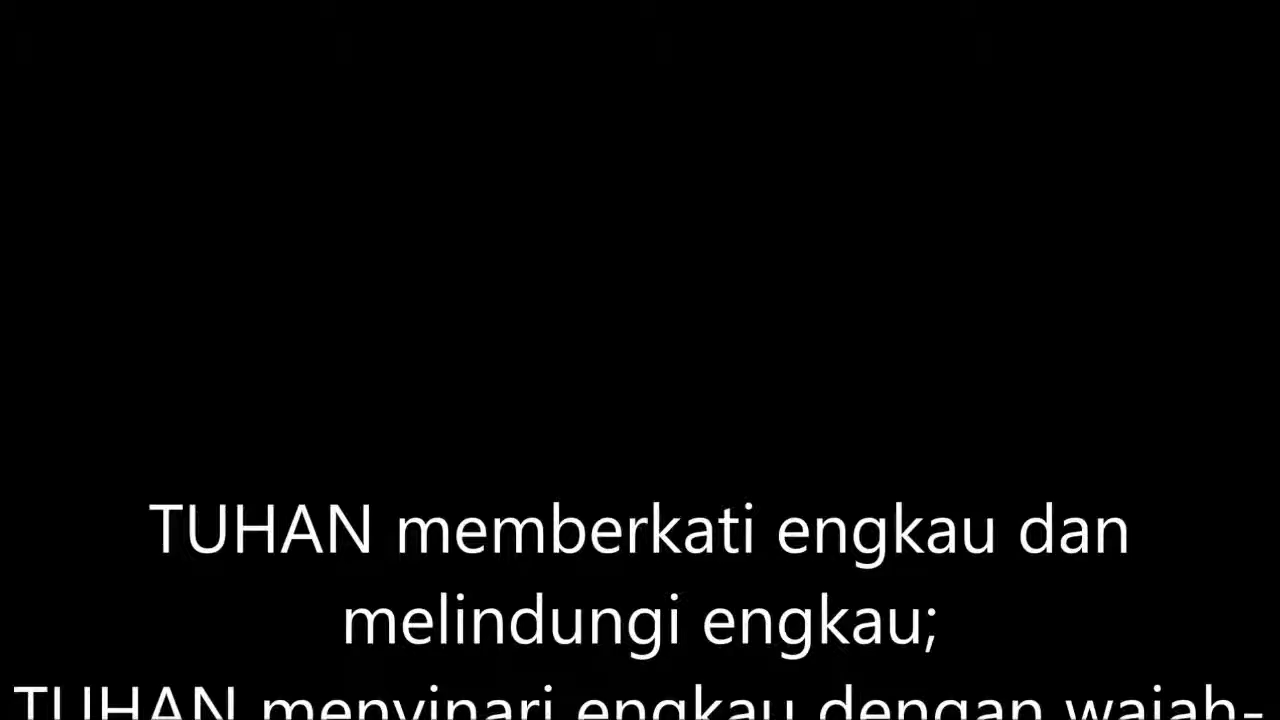 TUHAN memberkati engkau dan
melindungi engkau;
TUHAN menyinari engkau dengan wajah-